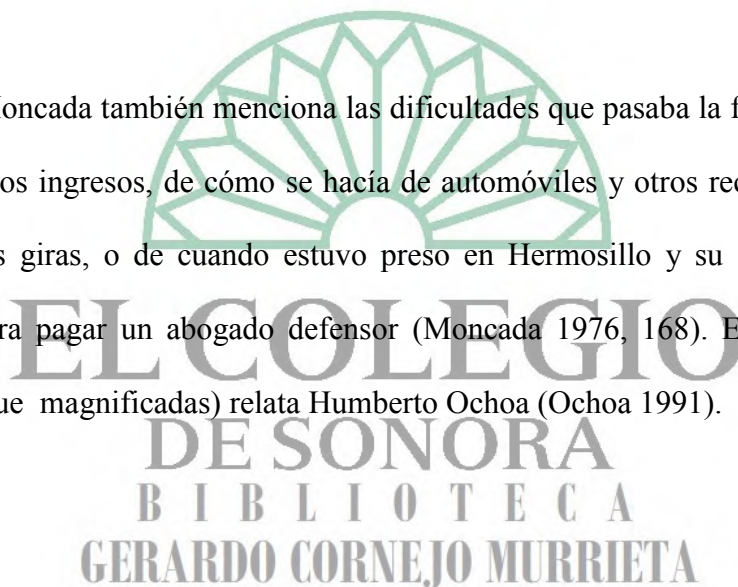 oncada también menciona las dificultades que pasaba la f
os ingresos, de cómo se hacía de automóviles y otros rec
s giras, o de cuando estuvo preso en Hermosillo y su
ra pagar un abogado defensor (Moncada 1976, 168). E
EL COLEGIO
ue magnificadas) relata Humberto Ochoa (Ochoa 1991).
DE SONORA
BIBLIOTECA
GERARDO CORNEJO MURRIETA